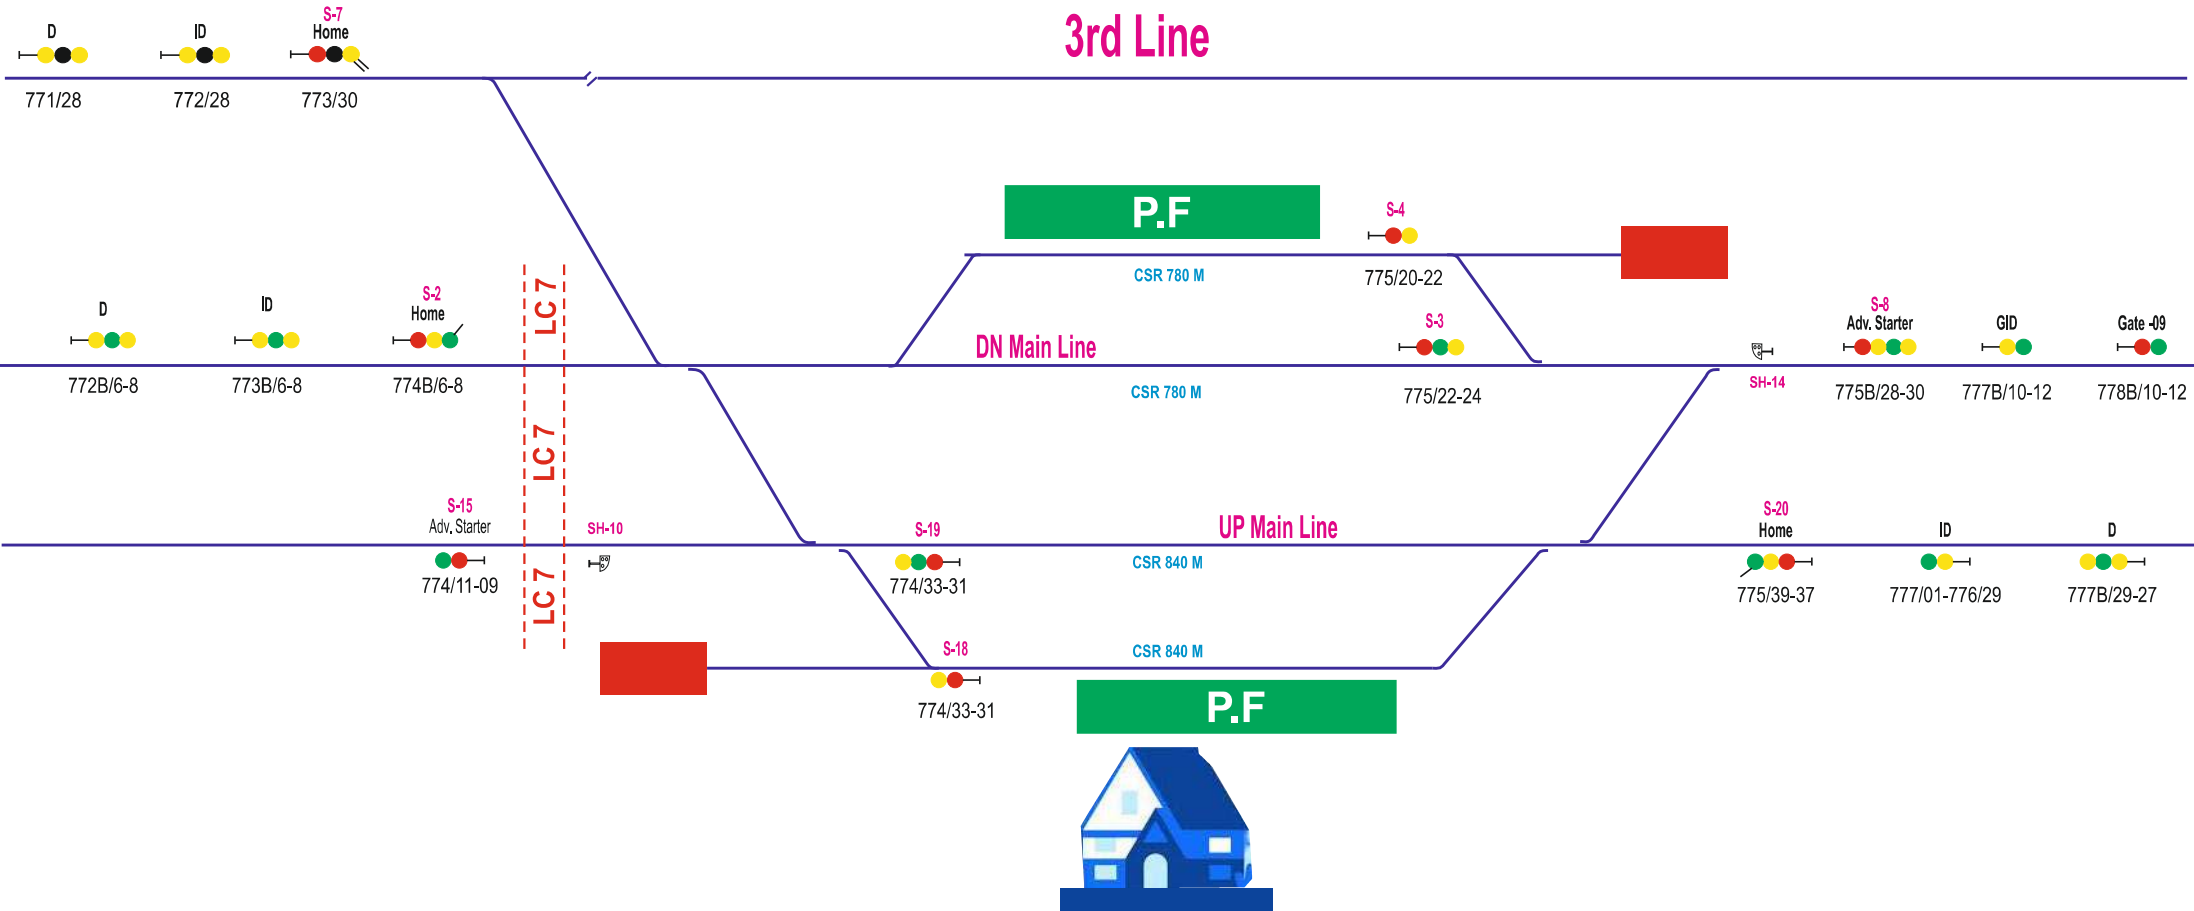 3rd Line
D
ID
S-7
Home
771/28
772/28
773/30
P.F
S-4
CSR 780 M
775/20-22
D
ID
S-2
Home
LC 7
DN Main Line
S-3
S-8
Adv. Starter
GID
Gate -09
772B/6-8
773B/6-8
774B/6-8
CSR 780 M
775/22-24
SH-14
775B/28-30
777B/10-12
778B/10-12
LC 7
S-15
Adv. Starter
SH-10
S-19
UP Main Line
S-20
Home
ID
D
774/11-09
LC 7
774/33-31
CSR 840 M
775/39-37
777/01-776/29
777B/29-27
S-18
CSR 840 M
774/33-31
P.F